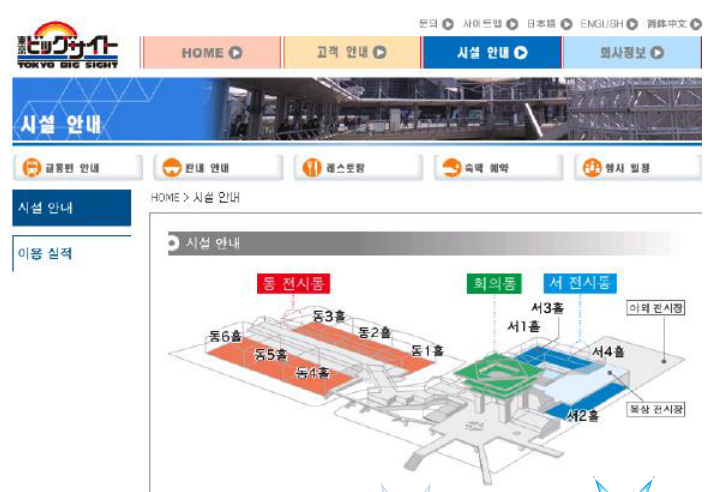 문의 사이트맵 日本語 ENGLISH 简体中文
東京ビッグサイト
TOKYO BIG SIGHT
HOME 고객 안내 시설 안내 회사정보
시설 안내
교통편 안내 관내 안내 레스토랑 숙박 예약 행사 일정
시설 안내
이용 실적
HOME > 시설 안내
시설 안내
동 전시동 회의동 서 전시동
동3홀 서3홀 야외 전시장
동6홀 동2홀 서1홀
동5홀 동1홀 서4홀
동4홀
서2홀 옥상 전시장